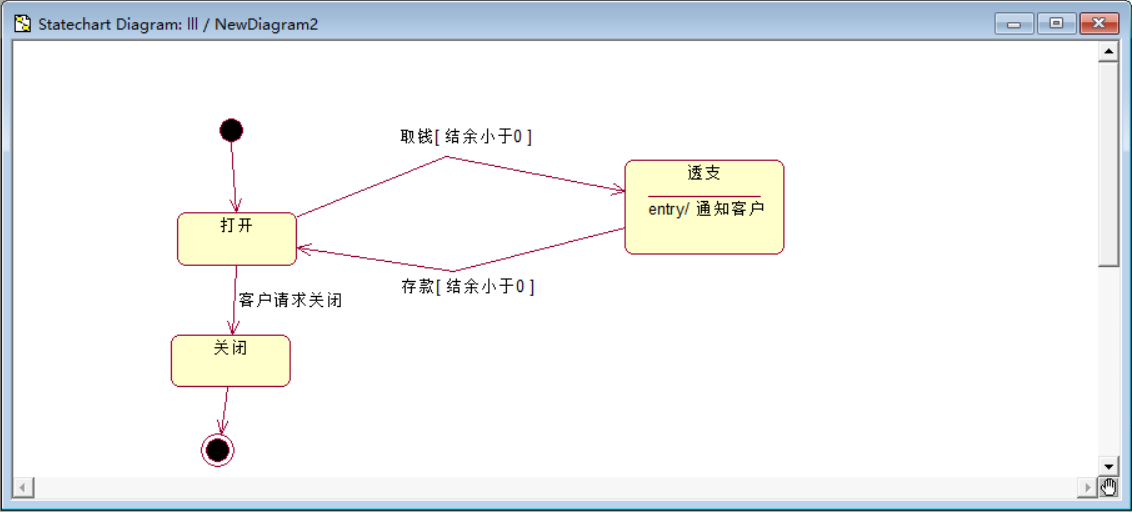 Statechart Diagram: lll / NewDiagram2
取钱[ 结余小于0 ]
透支
entry/ 通知客户
打开
存款[ 结余小于0 ]
客户请求关闭
关闭